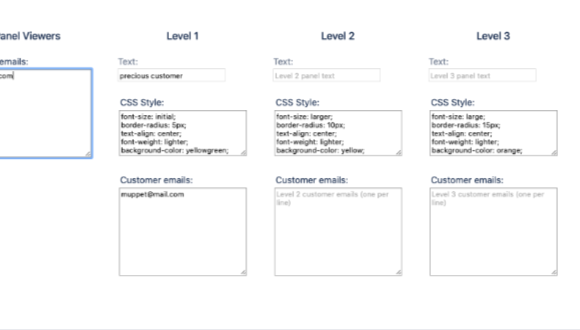 anel Viewers
emails:
com
Level 1
Text:
precious customer
CSS Style:
font-size: initial;
border-radius: 5px;
text-align: center;
font-weight: lighter;
background-color: yellowgreen;
Customer emails:
muppet@mail.com
Level 2
Text:
Level 2 panel text
CSS Style:
font-size: larger;
border-radius: 10px;
text-align: center;
font-weight: lighter;
background-color: yellow;
Customer emails:
Level 2 customer emails (one per
line)
Level 3
Text:
Level 3 panel text
CSS Style:
font-size: large;
border-radius: 15px;
text-align: center;
font-weight: lighter;
background-color: orange;
Customer emails:
Level 3 customer emails (one per
line)